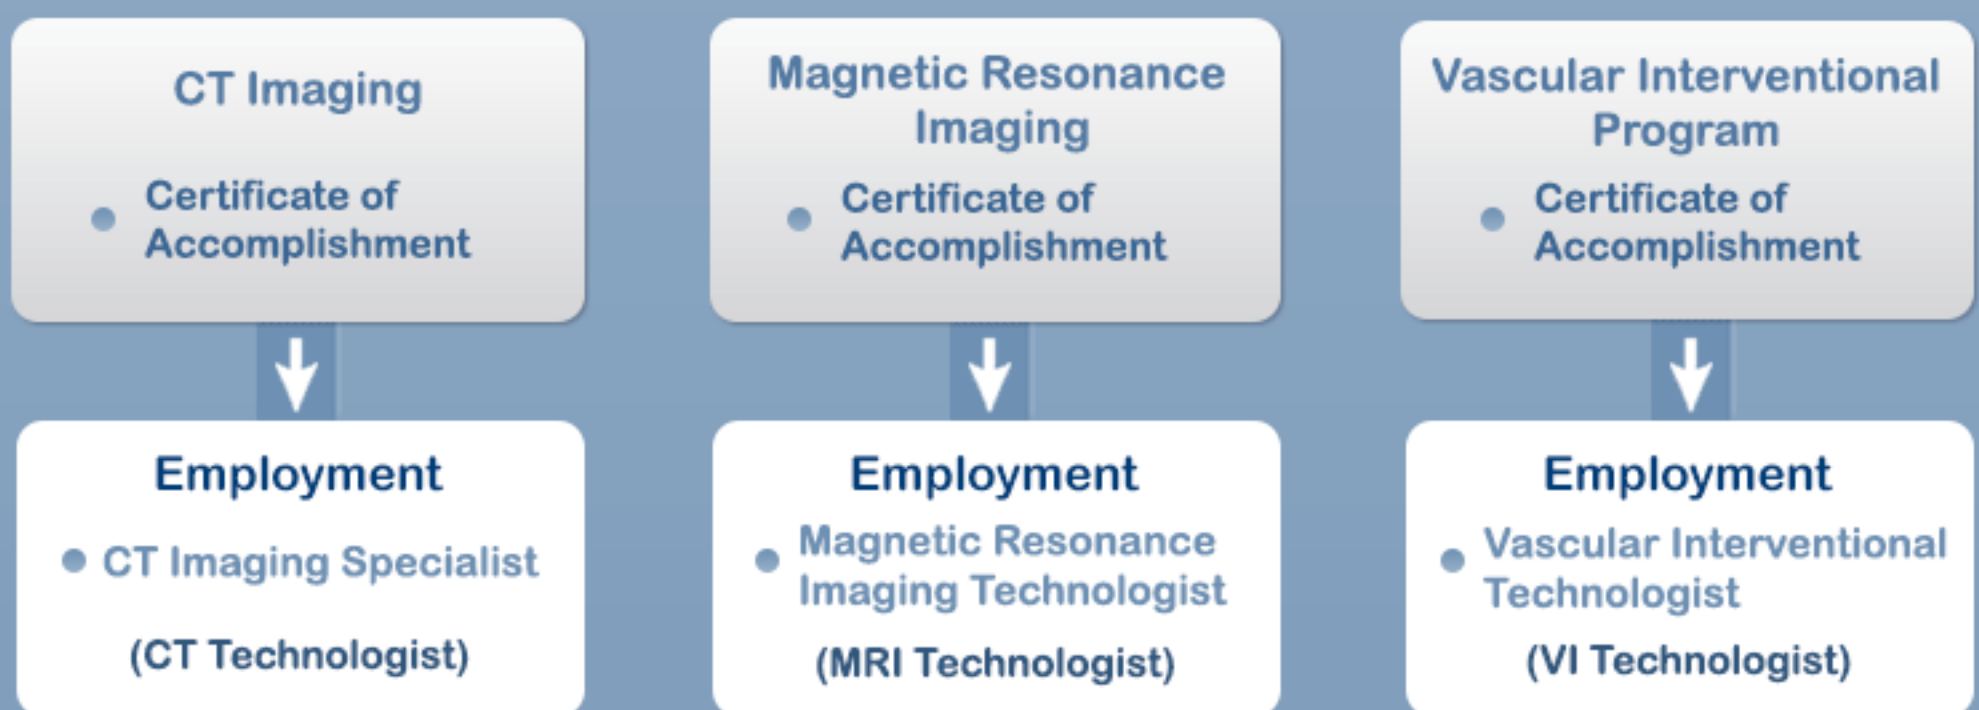 CT Imaging
Certificate of
Accomplishment
Magnetic Resonance
Imaging
Certificate of
Accomplishment
Vascular Interventional
Program
Certificate of
Accomplishment
Employment
CT Imaging Specialist
(CT Technologist)
Employment
Magnetic Resonance
Imaging Technologist
(MRI Technologist)
Employment
Vascular Interventional
Technologist
(VI Technologist)